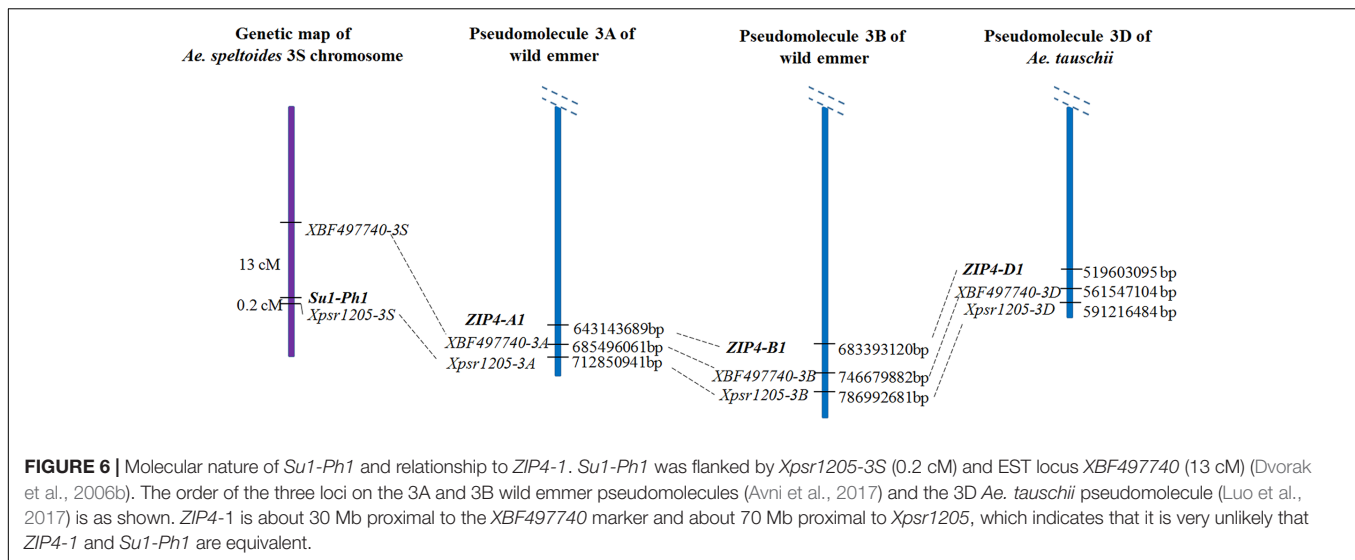 Genetic map of
Ae. speltoides 3S chromosome
Pseudomolecule 3A of
wild emmer
Pseudomolecule 3B of
wild emmer
Pseudomolecule 3D of
Ae. tauschii
XBF497740-3S
13 cM
Su1-Ph1
0.2 cM
Xpsr1205-3S
ZIP4-A1
643143689bp
XBF497740-3A
685496061bp
Xpsr1205-3A
712850941bp
ZIP4-B1
683393120bp
XBF497740-3B
746679882bp
Xpsr1205-3B
786992681bp
ZIP4-D1
519603095bp
XBF497740-3D
561547104bp
Xpsr1205-3D
591216484bp
FIGURE 6 | Molecular nature of Su1-Ph1 and relationship to ZIP4-1. Su1-Ph1 was flanked by Xpsr1205-3S (0.2 cM) and EST locus XBF497740 (13 cM) (Dvorak
et al., 2006b). The order of the three loci on the 3A and 3B wild emmer pseudomolecules (Avni et al., 2017) and the 3D Ae. tauschii pseudomolecule (Luo et al.,
2017) is as shown. ZIP4-1 is about 30 Mb proximal to the XBF497740 marker and about 70 Mb proximal to Xpsr1205, which indicates that it is very unlikely that
ZIP4-1 and Su1-Ph1 are equivalent.